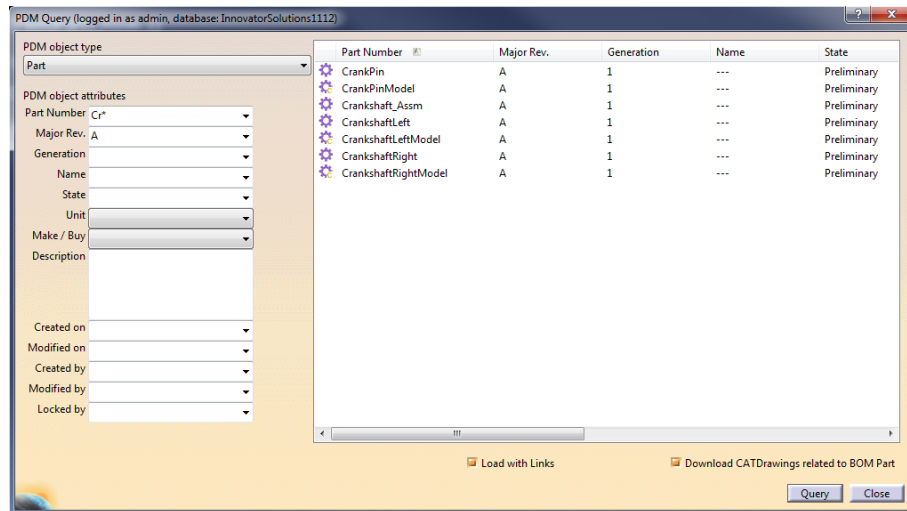 PDM Query (logged in as admin, database: InnovatorSolutions1112)
PDM object type
Part
PDM object attributes
Part Number Cr*
Major Rev. A
Generation
Name
State
Unit
Make / Buy
Description
Created on
Modified on
Created by
Modified by
Locked by
Part Number Major Rev. Generation Name State
CrankPin A 1 --- Preliminary
CrankPinModel A 1 --- Preliminary
Crankshaft_Assm A 1 --- Preliminary
CrankshaftLeft A 1 --- Preliminary
CrankshaftLeftModel A 1 --- Preliminary
CrankshaftRight A 1 --- Preliminary
CrankshaftRightModel A 1 --- Preliminary
Load with Links Download CATDrawings related to BOM Part
Query Close